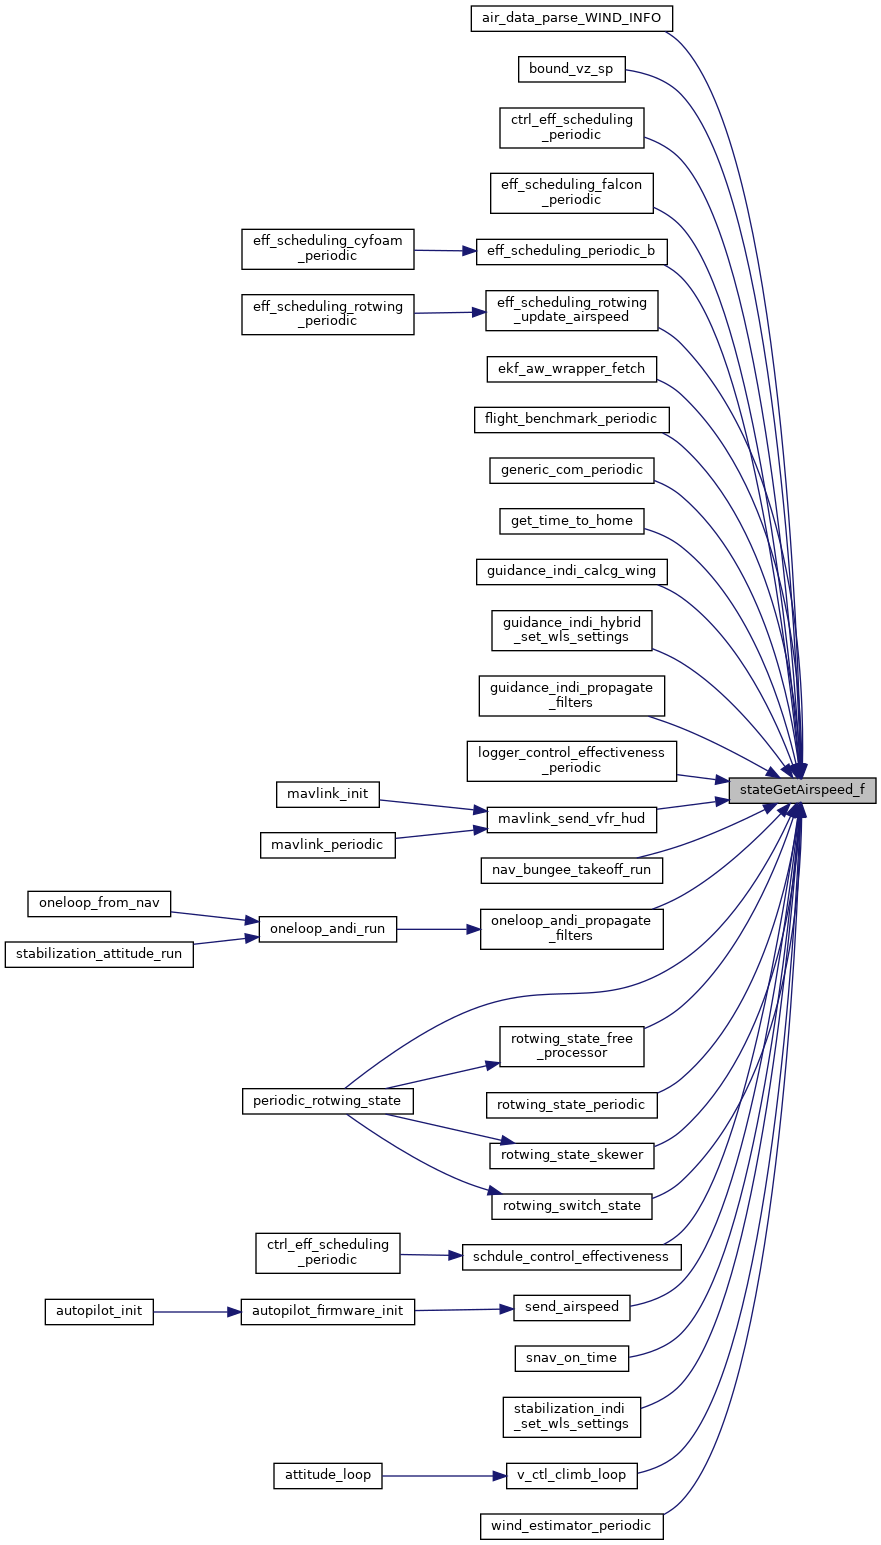 air_data_parse_WIND_INFO
bound_vz_sp
ctrl_eff_scheduling
_periodic
eff_scheduling_falcon
_periodic
eff_scheduling_cyfoam
_periodic
eff_scheduling_periodic_b
eff_scheduling_rotwing
_periodic
eff_scheduling_rotwing
_update_airspeed
ekf_aw_wrapper_fetch
flight_benchmark_periodic
generic_com_periodic
get_time_to_home
guidance_indi_calcg_wing
guidance_indi_hybrid
_set_wls_settings
guidance_indi_propagate
_filters
logger_control_effectiveness
_periodic
stateGetAirspeed_f
mavlink_init
mavlink_send_vfr_hud
mavlink_periodic
nav_bungee_takeoff_run
oneloop_from_nav
oneloop_andi_run
oneloop_andi_propagate
_filters
stabilization_attitude_run
rotwing_state_free
_processor
periodic_rotwing_state
rotwing_state_periodic
rotwing_state_skewer
rotwing_switch_state
ctrl_eff_scheduling
_periodic
schdule_control_effectiveness
autopilot_init
autopilot_firmware_init
send_airspeed
snav_on_time
stabilization_indi
_set_wls_settings
attitude_loop
v_ctl_climb_loop
wind_estimator_periodic